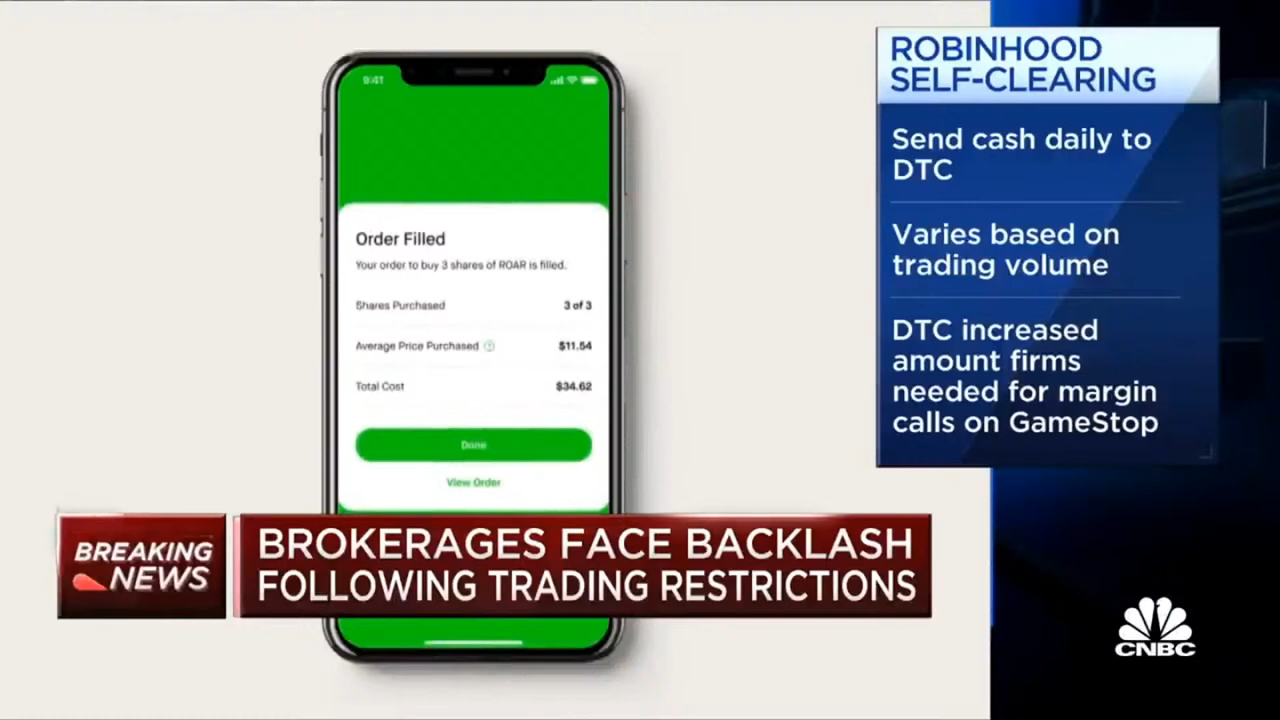 9:41
Order Filled
Your order to buy 3 shares of ROAR is filled.
Shares Purchased 3 of 3
Average Price Purchased ? $11.54
Total Cost $34.62
Done
View Order
ROBINHOOD
SELF-CLEARING
Send cash daily to
DTC
Varies based on
trading volume
DTC increased
amount firms
needed for margin
calls on GameStop
BREAKING
NEWS
BROKERAGES FACE BACKLASH
FOLLOWING TRADING RESTRICTIONS
CNBC